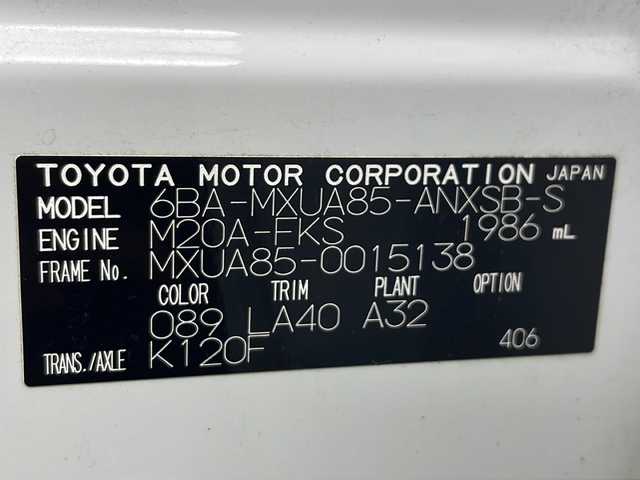 TOYOTA MOTOR CORPORATION JAPAN
MODEL 6BA-MXUA85-ANXSB-S
ENGINE M20A-FKS 1986 mL
FRAME No. MXUA85-0015138
COLOR TRIM PLANT OPTION
089 LA40 A32
TRANS./AXLE K120F 406